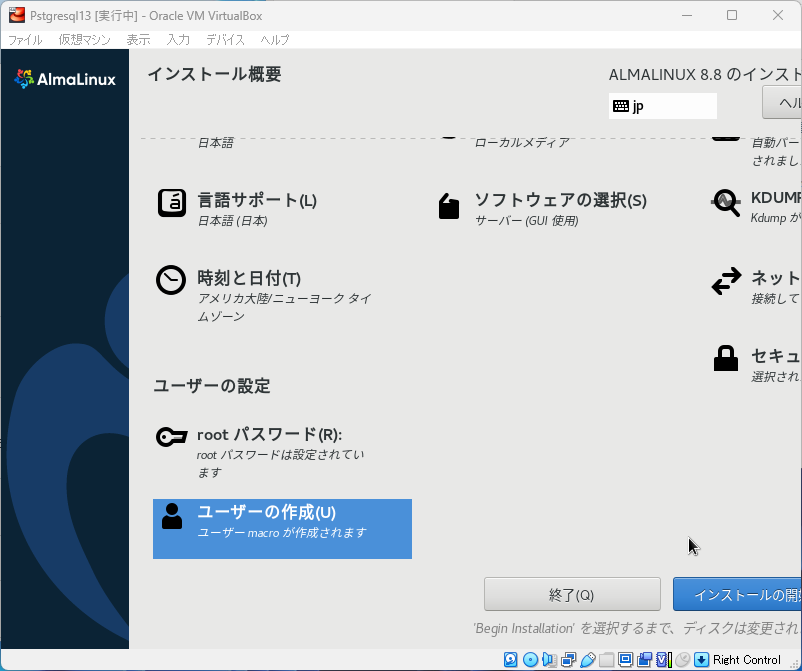 Pstgresql13 [実行中] - Oracle VM VirtualBox
ファイル 仮想マシン 表示 入力 デバイス ヘルプ
AlmaLinux
インストール概要
ALMALINUX 8.8 のインスト
jp
ヘル
日本語
ローカルメディア
自動パー
されまし
言語サポート(L)
日本語 (日本)
ソフトウェアの選択(S)
サーバー (GUI 使用)
KDUMP
Kdump が
時刻と日付(T)
アメリカ大陸/ニューヨーク タイ
ムゾーン
ネット
接続して
セキュ
選択され
ユーザーの設定
root パスワード(R):
root パスワードは設定されてい
ます
ユーザーの作成(U)
ユーザー macro が作成されます
終了(Q)
インストールの開始
'Begin Installation' を選択するまで、ディスクは変更され
Right Control